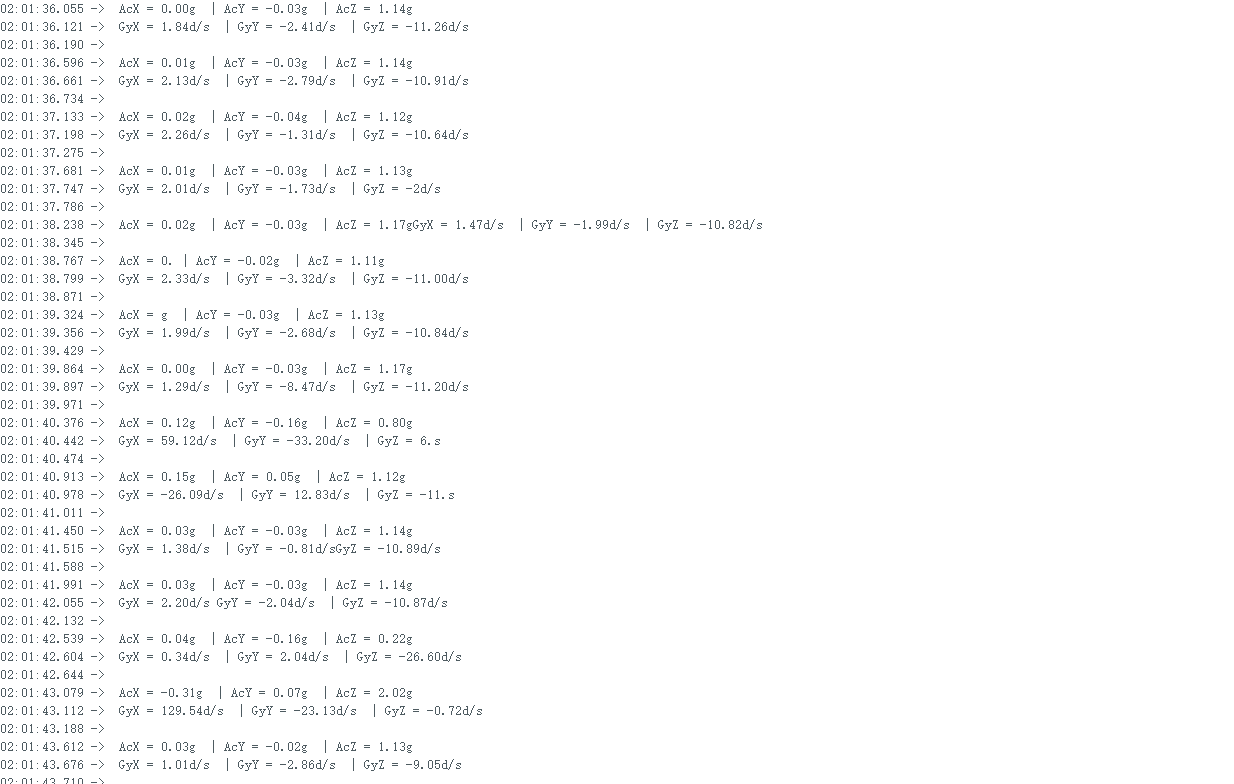 02:01:36.055 -> AcX = 0.00g | AcY = -0.03g | AcZ = 1.14g
02:01:36.121 -> GyX = 1.84d/s | GyY = -2.41d/s | GyZ = -11.26d/s
02:01:36.190 ->
02:01:36.596 -> AcX = 0.01g | AcY = -0.03g | AcZ = 1.14g
02:01:36.661 -> GyX = 2.13d/s | GyY = -2.79d/s | GyZ = -10.91d/s
02:01:36.734 ->
02:01:37.133 -> AcX = 0.02g | AcY = -0.04g | AcZ = 1.12g
02:01:37.198 -> GyX = 2.26d/s | GyY = -1.31d/s | GyZ = -10.64d/s
02:01:37.275 ->
02:01:37.681 -> AcX = 0.01g | AcY = -0.03g | AcZ = 1.13g
02:01:37.747 -> GyX = 2.01d/s | GyY = -1.73d/s | GyZ = -2d/s
02:01:37.786 ->
02:01:38.238 -> AcX = 0.02g | AcY = -0.03g | AcZ = 1.17gGyX = 1.47d/s | GyY = -1.99d/s | GyZ = -10.82d/s
02:01:38.345 ->
02:01:38.767 -> AcX = 0. | AcY = -0.02g | AcZ = 1.11g
02:01:38.799 -> GyX = 2.33d/s | GyY = -3.32d/s | GyZ = -11.00d/s
02:01:38.871 ->
02:01:39.324 -> AcX = g | AcY = -0.03g | AcZ = 1.13g
02:01:39.356 -> GyX = 1.99d/s | GyY = -2.68d/s | GyZ = -10.84d/s
02:01:39.429 ->
02:01:39.864 -> AcX = 0.00g | AcY = -0.03g | AcZ = 1.17g
02:01:39.897 -> GyX = 1.29d/s | GyY = -8.47d/s | GyZ = -11.20d/s
02:01:39.971 ->
02:01:40.376 -> AcX = 0.12g | AcY = -0.16g | AcZ = 0.80g
02:01:40.442 -> GyX = 59.12d/s | GyY = -33.20d/s | GyZ = 6.s
02:01:40.474 ->
02:01:40.913 -> AcX = 0.15g | AcY = 0.05g | AcZ = 1.12g
02:01:40.978 -> GyX = -26.09d/s | GyY = 12.83d/s | GyZ = -11.s
02:01:41.011 ->
02:01:41.450 -> AcX = 0.03g | AcY = -0.03g | AcZ = 1.14g
02:01:41.515 -> GyX = 1.38d/s | GyY = -0.81d/sGyZ = -10.89d/s
02:01:41.588 ->
02:01:41.991 -> AcX = 0.03g | AcY = -0.03g | AcZ = 1.14g
02:01:42.055 -> GyX = 2.20d/s GyY = -2.04d/s | GyZ = -10.87d/s
02:01:42.132 ->
02:01:42.539 -> AcX = 0.04g | AcY = -0.16g | AcZ = 0.22g
02:01:42.604 -> GyX = 0.34d/s | GyY = 2.04d/s | GyZ = -26.60d/s
02:01:42.644 ->
02:01:43.079 -> AcX = -0.31g | AcY = 0.07g | AcZ = 2.02g
02:01:43.112 -> GyX = 129.54d/s | GyY = -23.13d/s | GyZ = -0.72d/s
02:01:43.188 ->
02:01:43.612 -> AcX = 0.03g | AcY = -0.02g | AcZ = 1.13g
02:01:43.676 -> GyX = 1.01d/s | GyY = -2.86d/s | GyZ = -9.05d/s
02:01:43.710 ->